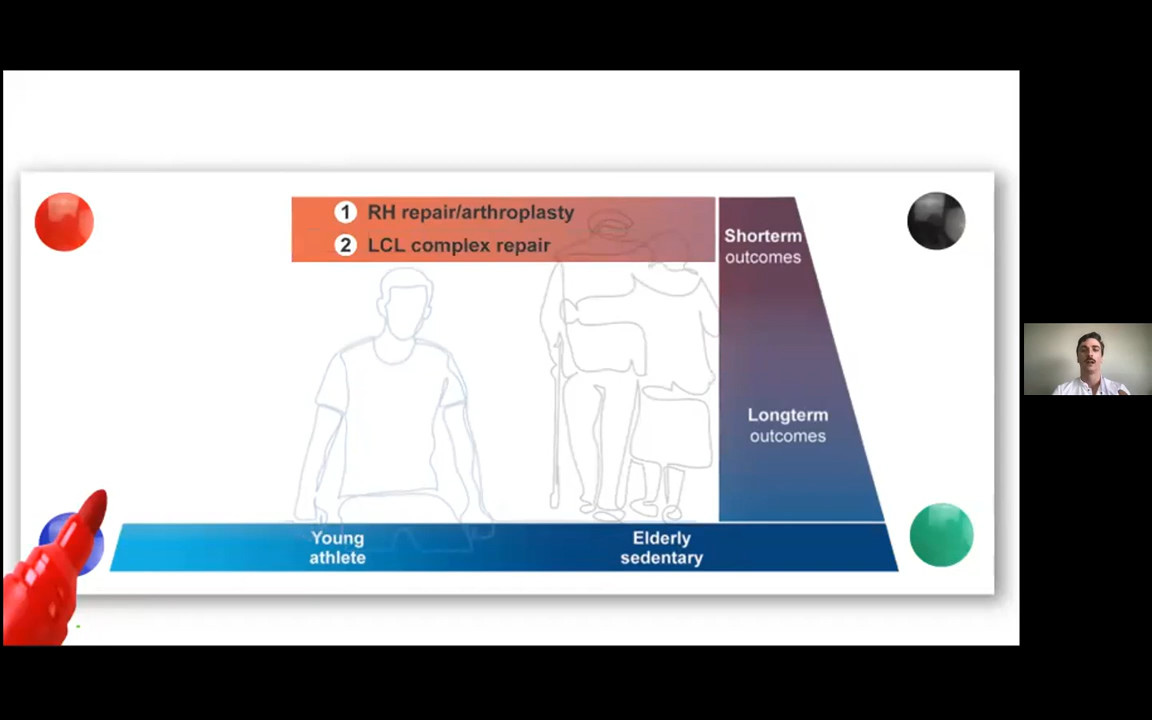 1 RH repair/arthroplasty
2 LCL complex repair
Shorterm
outcomes
Longterm
outcomes
Young
athlete
Elderly
sedentary